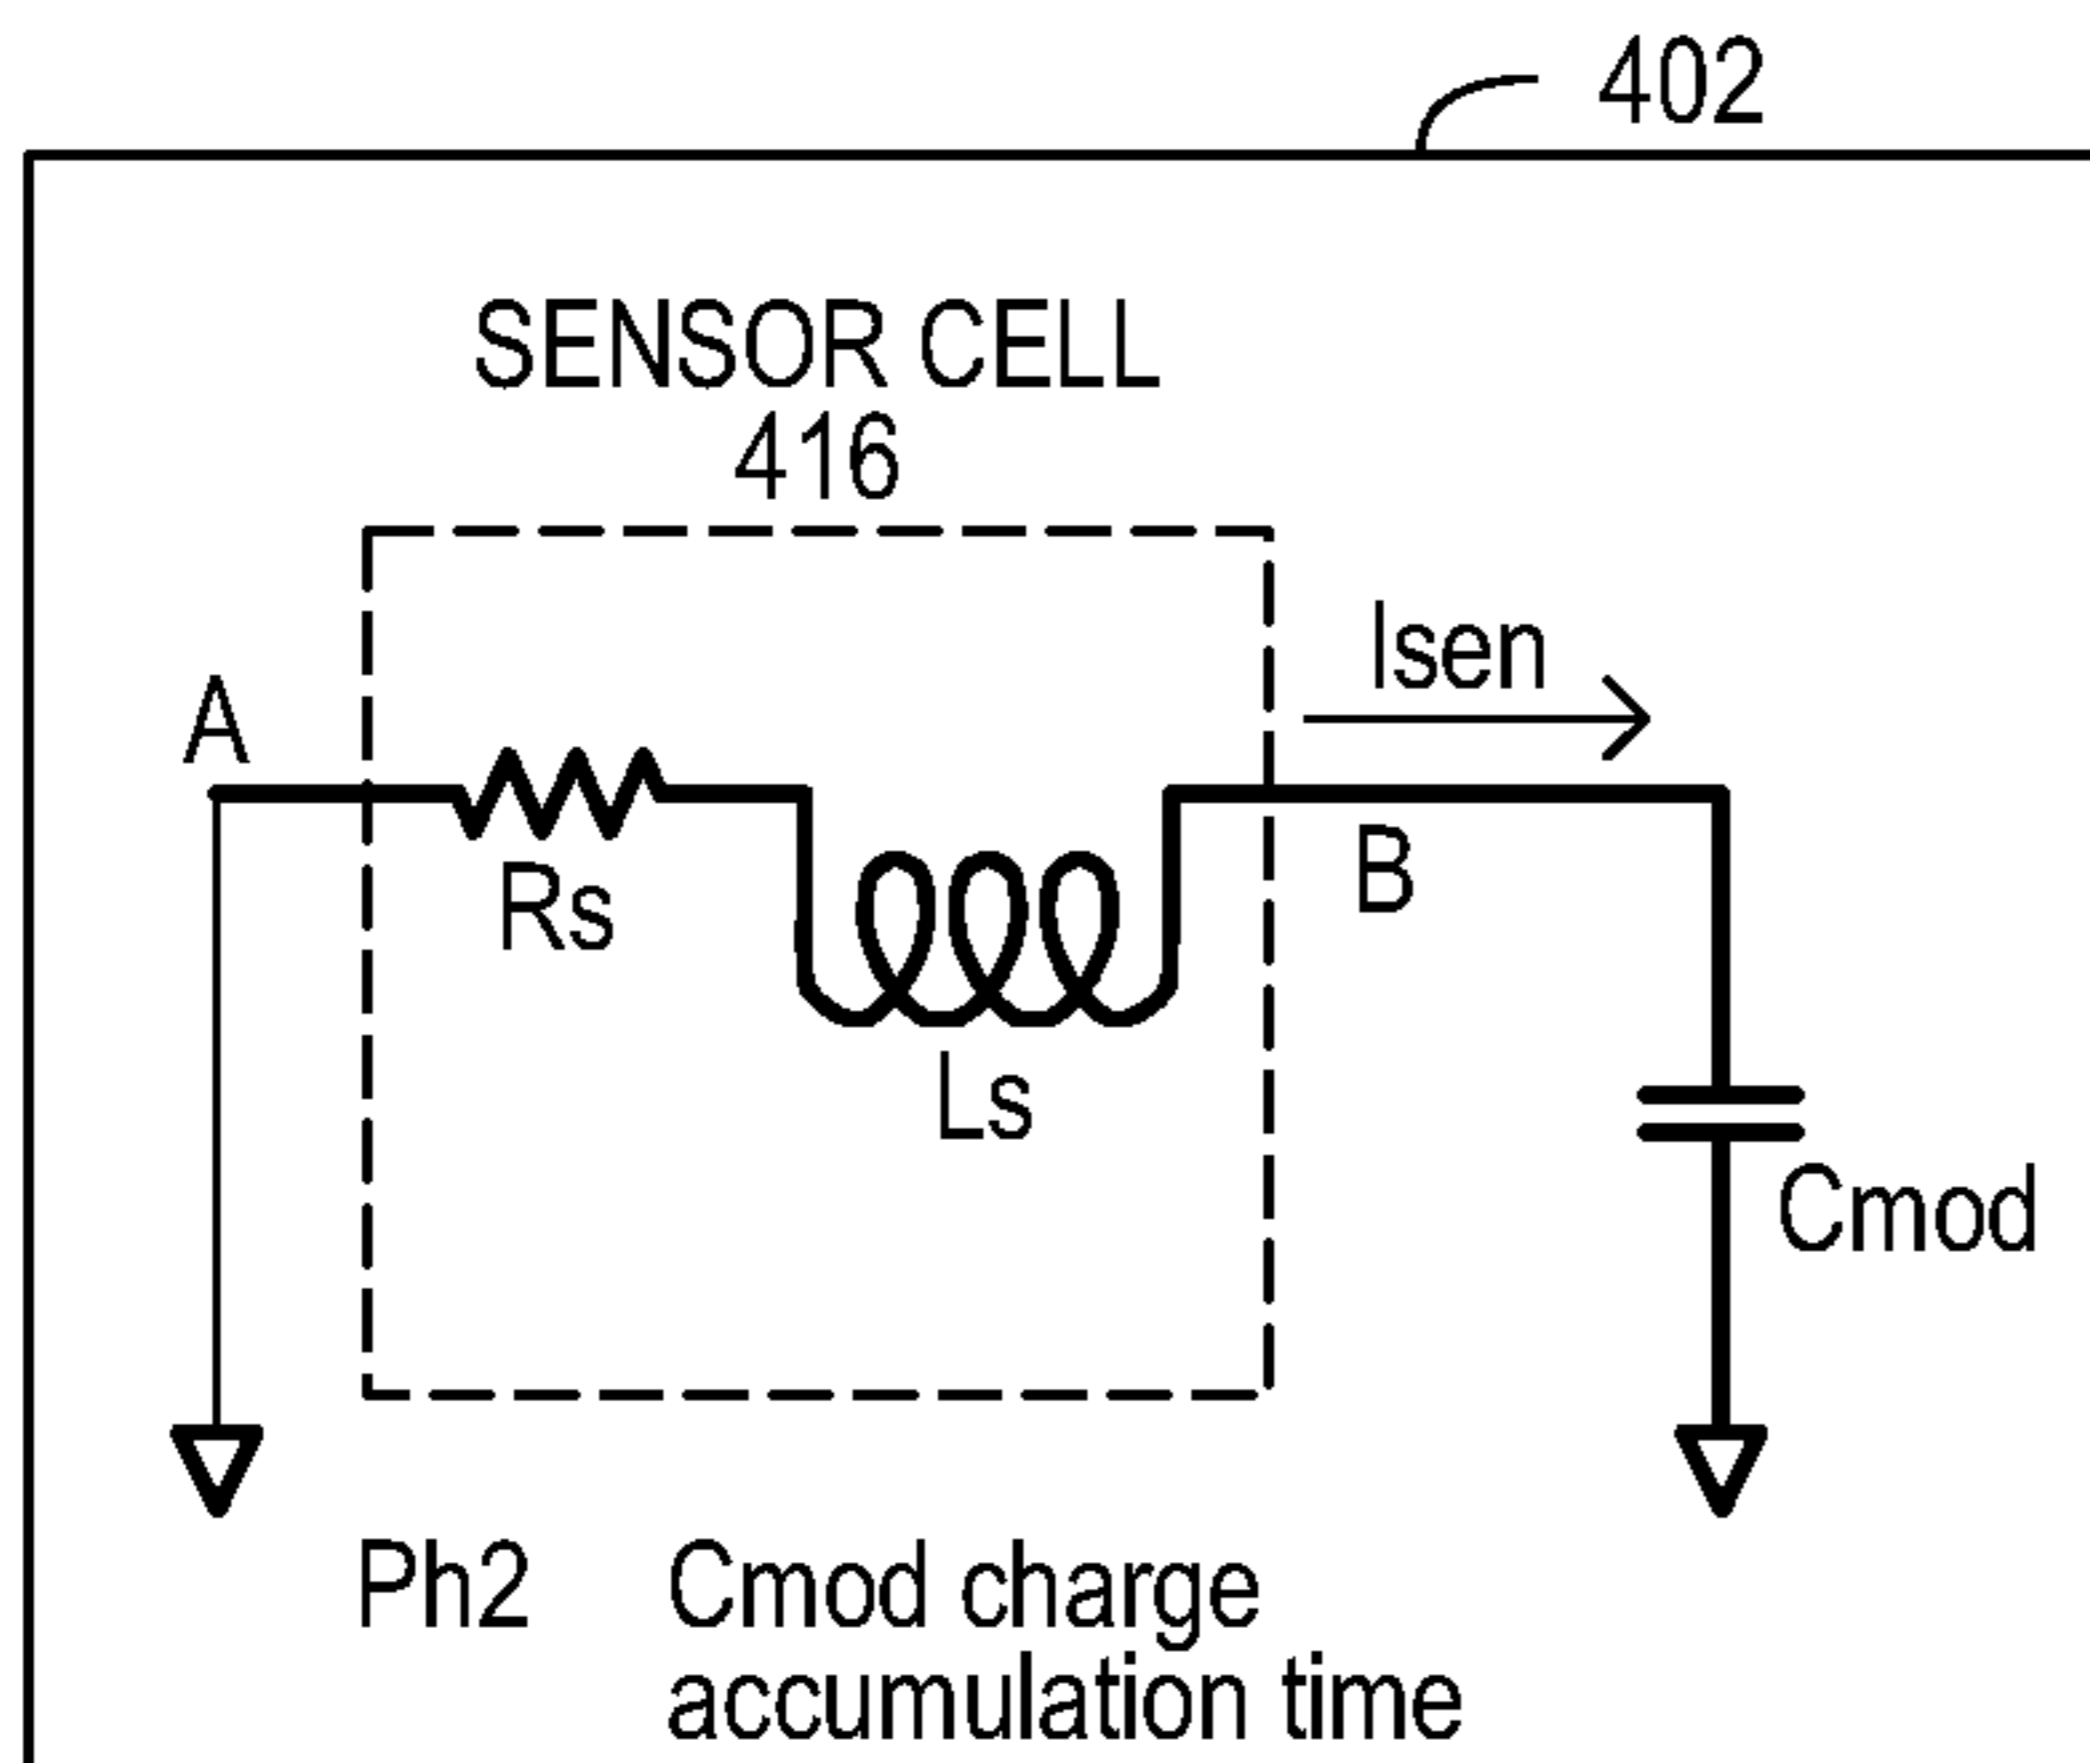 402
SENSOR CELL
416
Isen
A
B
Rs
Ls
Cmod
Ph2 Cmod charge
accumulation time